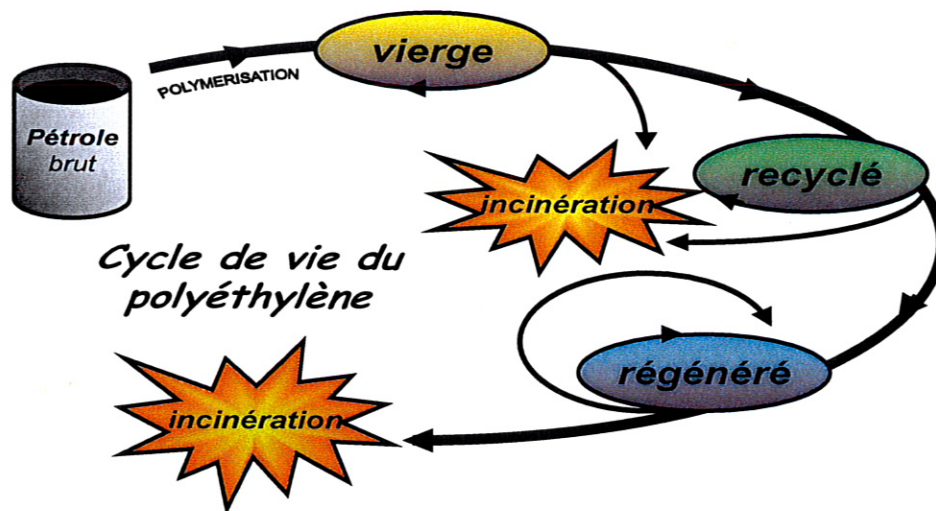 vierge
POLYMERISATION
Pétrole
brut
recyclé
incinération
Cycle de vie du
polyéthylène
régénéré
incinération